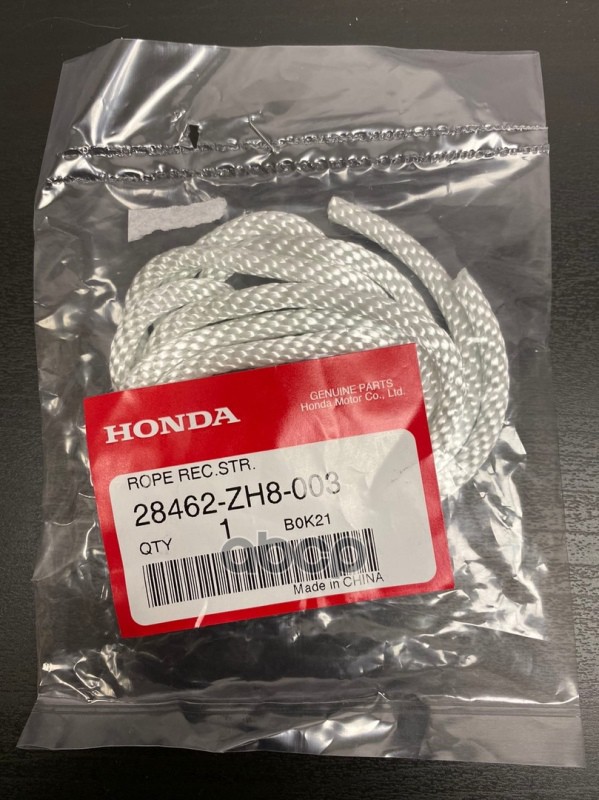 HONDA
GENUINE PARTS
Honda Motor Co., Ltd.
ROPE REC.STR.
28462-ZH8-003
QTY 1 B0K21
abcp
Made in CHINA